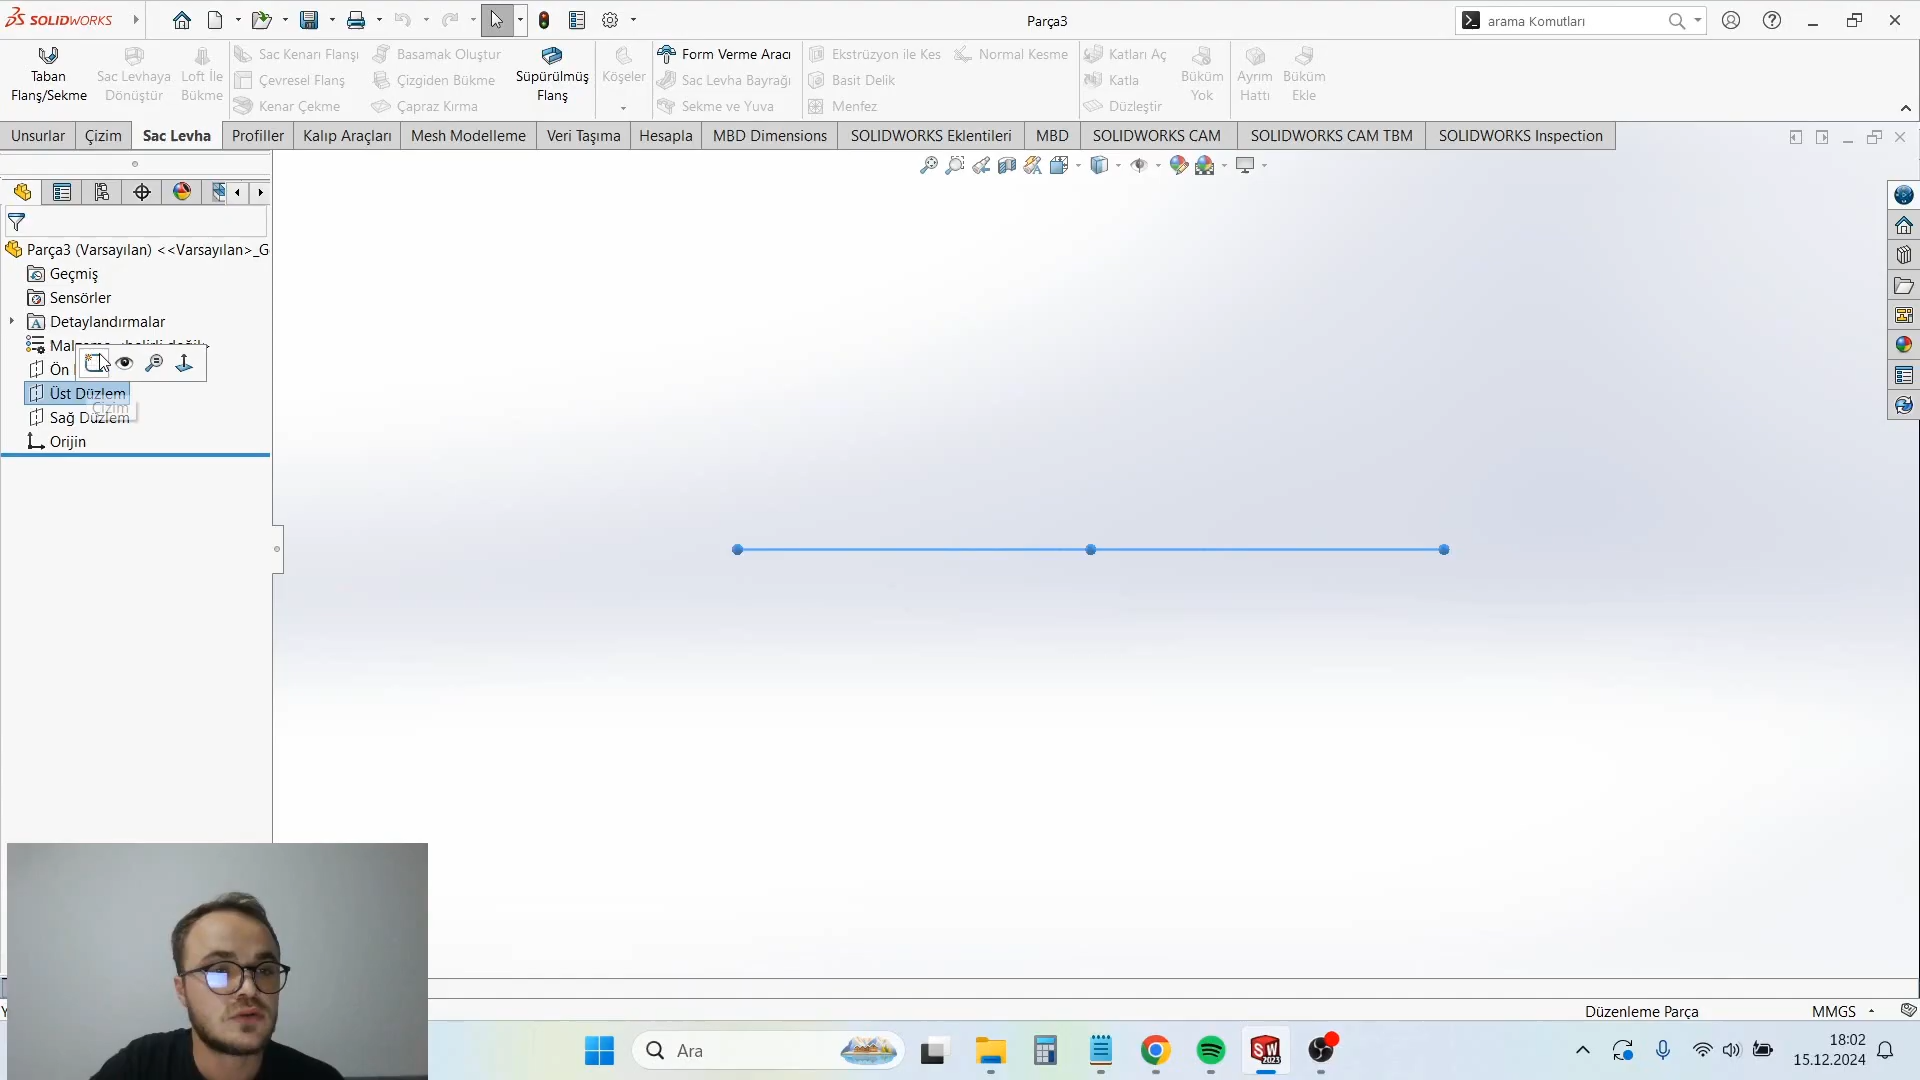 SOLIDWORKS
Parça3
arama Komutları
Taban
Flanş/Sekme
Sac Levhaya
Dönüştür
Loft İle
Bükme
Sac Kenarı Flanşı
Çevresel Flanş
Kenar Çekme
Basamak Oluştur
Çizgiden Bükme
Çapraz Kırma
Süpürülmüş
Flanş
Köşeler
Form Verme Aracı
Sac Levha Bayrağı
Sekme ve Yuva
Ekstrüzyon ile Kes
Basit Delik
Menfez
Normal Kesme
Katları Aç
Katla
Düzleştir
Büküm
Yok
Ayrım
Hattı
Büküm
Ekle
Unsurlar
Çizim
Sac Levha
Profiller
Kalıp Araçları
Mesh Modelleme
Veri Taşıma
Hesapla
MBD Dimensions
SOLIDWORKS Eklentileri
MBD
SOLIDWORKS CAM
SOLIDWORKS CAM TBM
SOLIDWORKS Inspection
Parça3 (Varsayılan) <<Varsayılan>_G
Geçmiş
Sensörler
Detaylandırmalar
Ön
Üst Düzlem
Çizim
Sağ Düzlem
Orijin
Düzenleme Parça
MMGS
Ara
SW
2023
18:02
15.12.2024